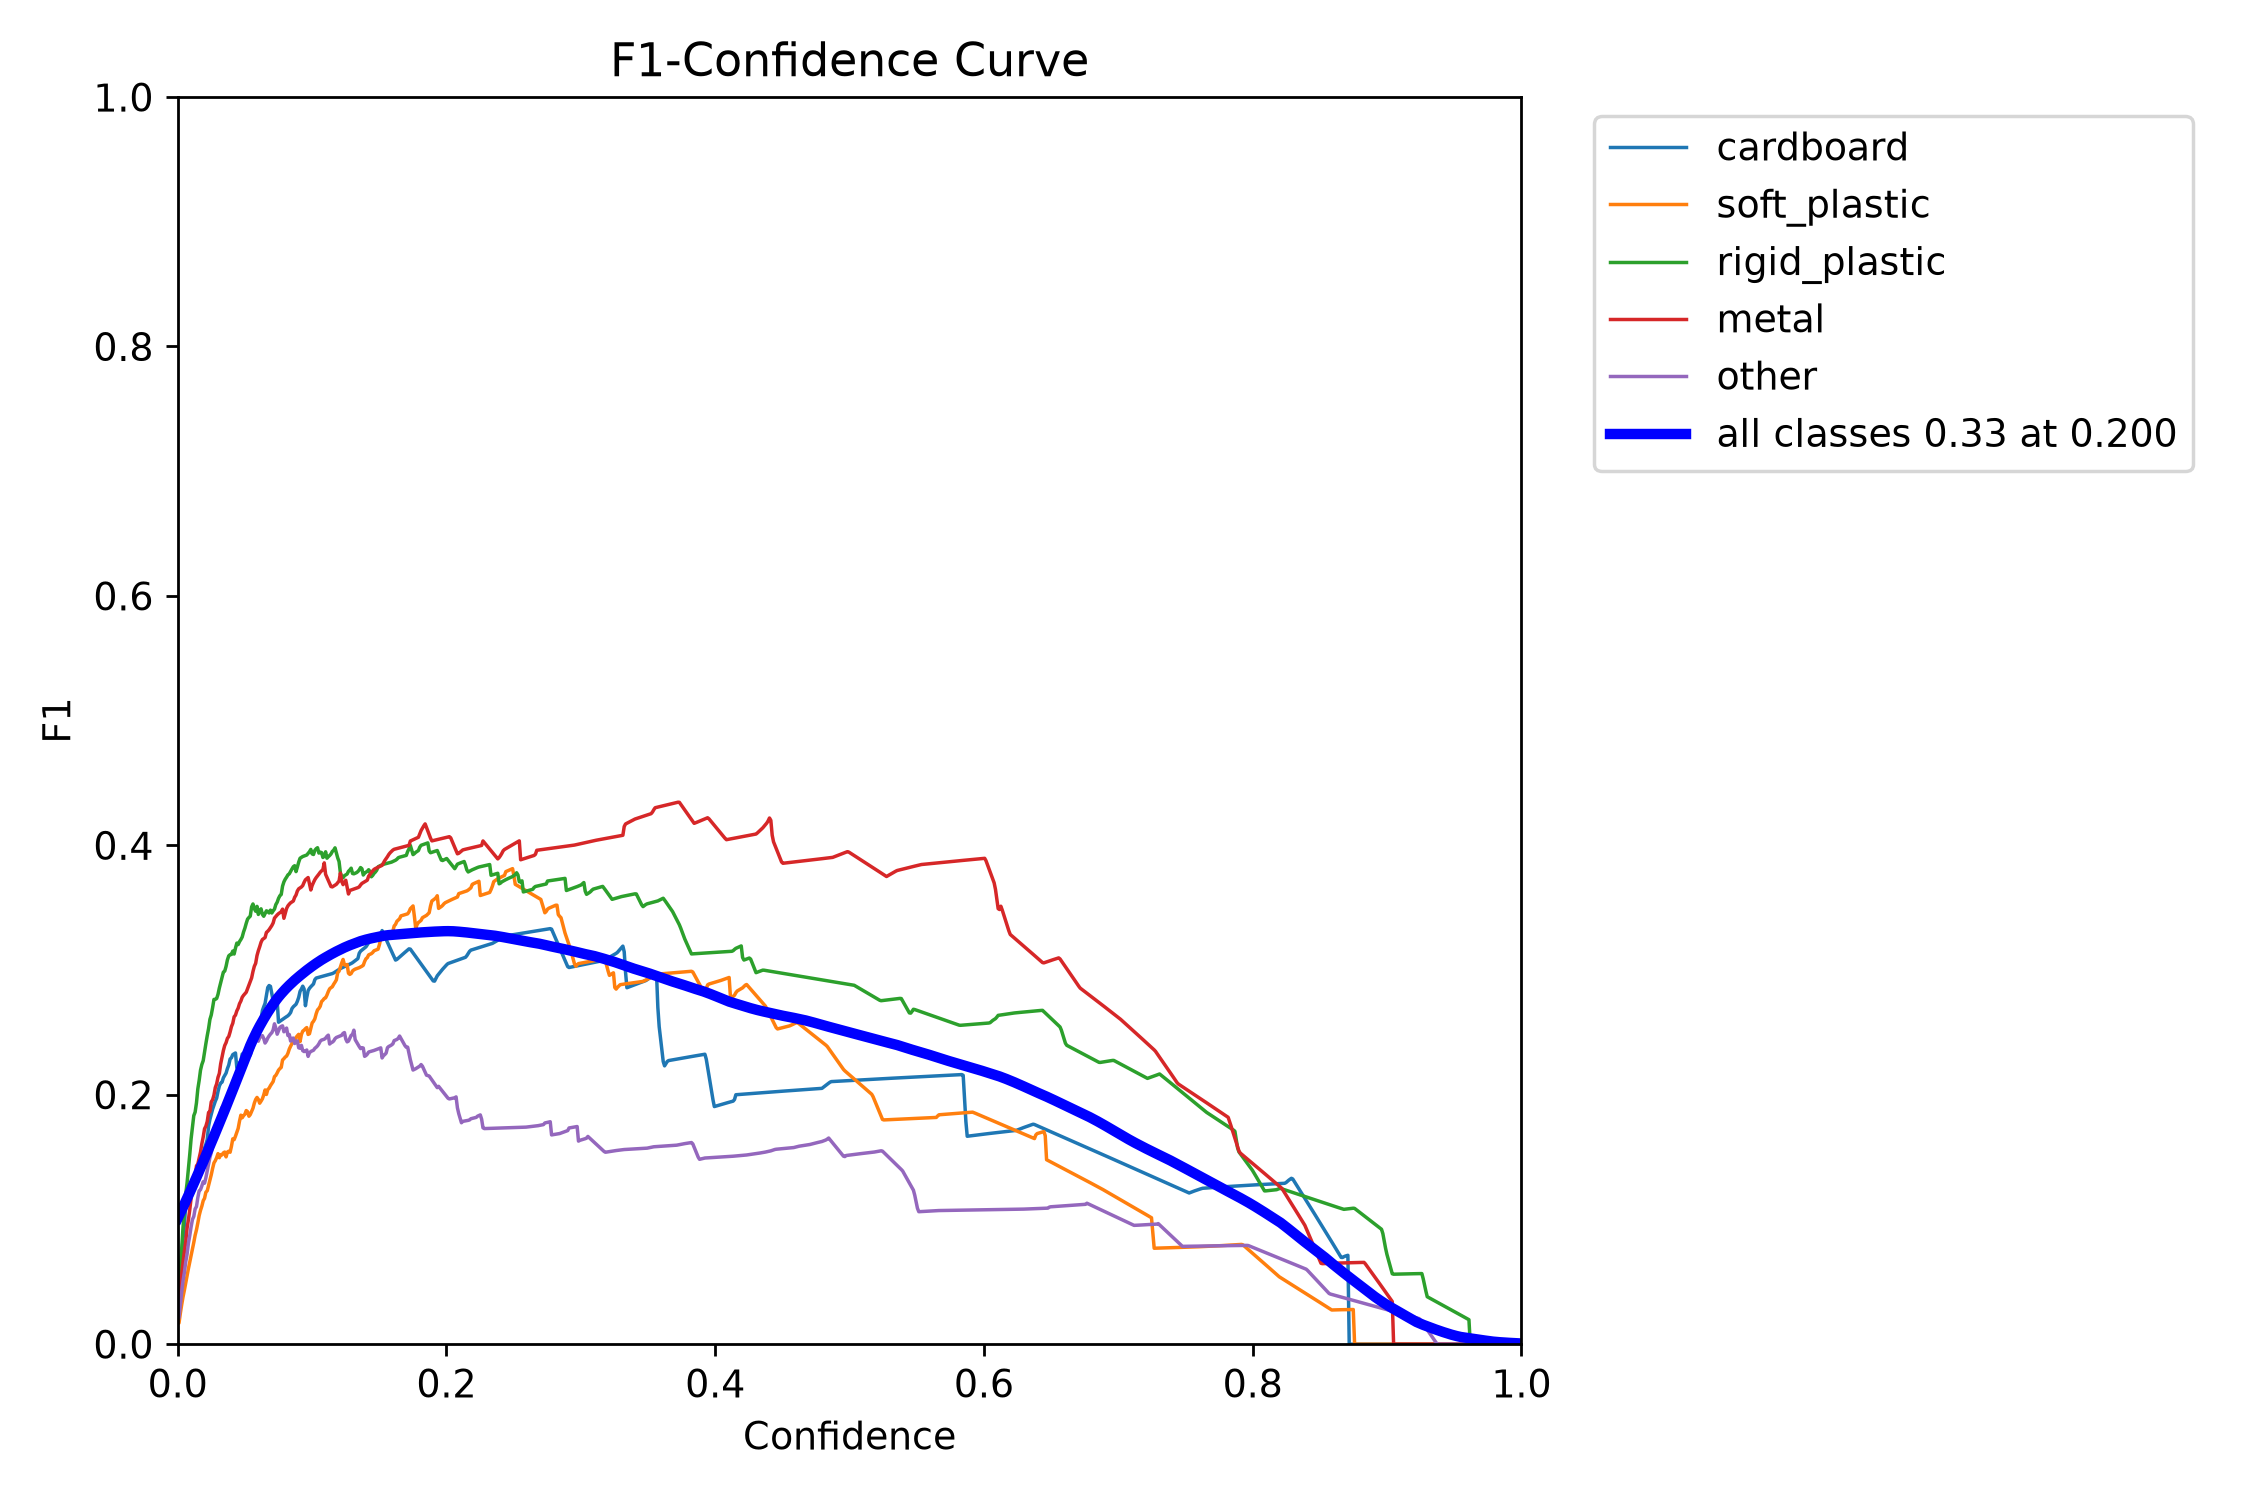 F1-Confidence Curve
1.0
0.8
0.6
0.4
0.2
0.0
F1
0.0 0.2 0.4 0.6 0.8 1.0
Confidence
cardboard
soft_plastic
rigid_plastic
metal
other
all classes 0.33 at 0.200